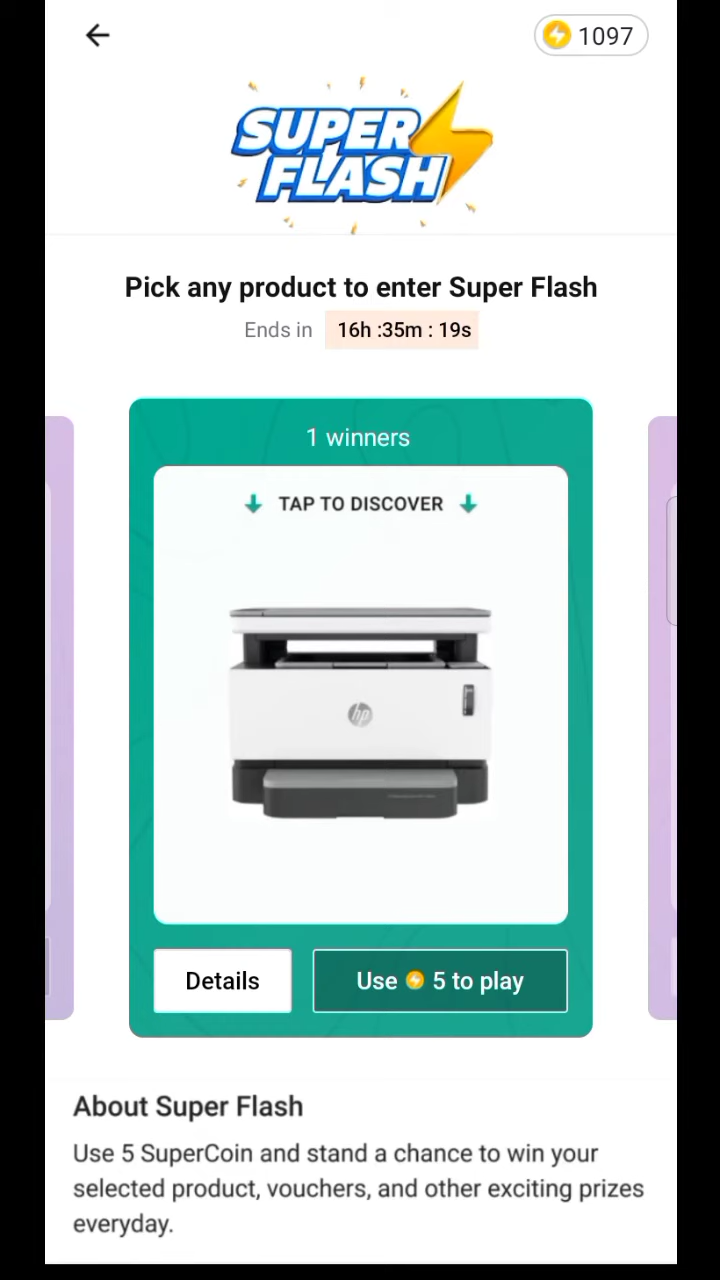 1097
SUPER
FLASH
Pick any product to enter Super Flash
Ends in 16h :35m : 19s
1 winners
TAP TO DISCOVER
hp
Details
Use 5 to play
About Super Flash
Use 5 SuperCoin and stand a chance to win your
selected product, vouchers, and other exciting prizes
everyday.